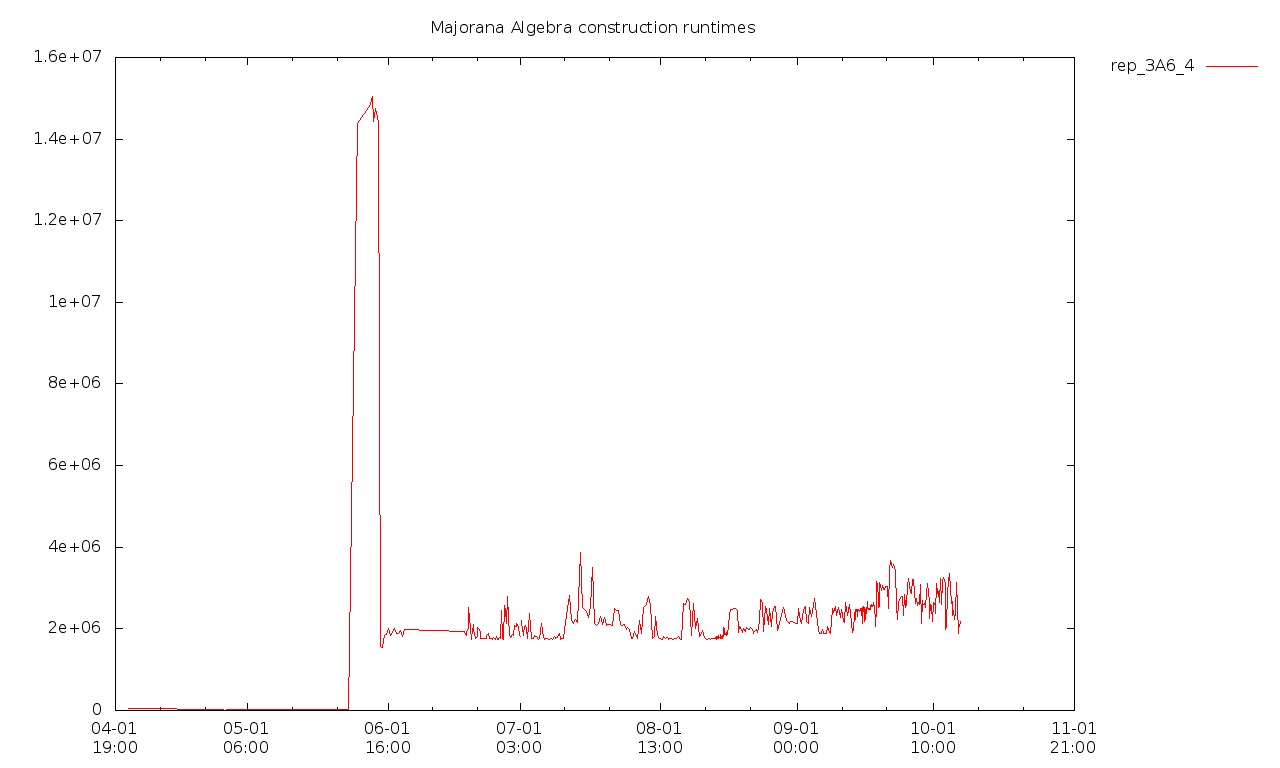 Majorana Algebra construction runtimes
1.6e+07
rep_3A6_4
1.4e+07
1.2e+07
1e+07
8e+06
6e+06
4e+06
2e+06
0
04-01 05-01 06-01 07-01 08-01 09-01 10-01 11-01
19:00 06:00 16:00 03:00 13:00 00:00 10:00 21:00